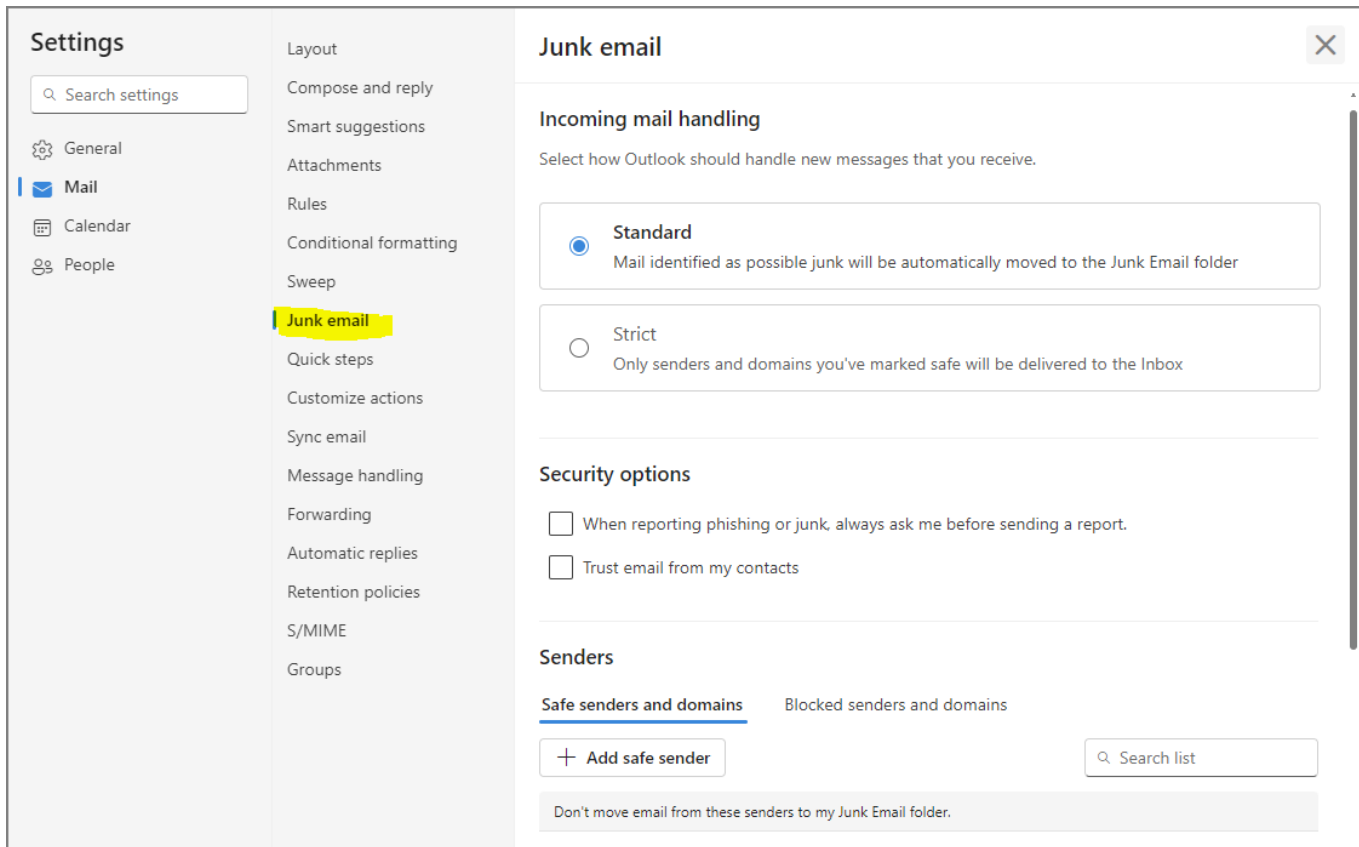 Settings
Search settings
General
Mail
Calendar
People
Layout
Compose and reply
Smart suggestions
Attachments
Rules
Conditional formatting
Sweep
Junk email
Quick steps
Customize actions
Sync email
Message handling
Forwarding
Automatic replies
Retention policies
S/MIME
Groups
Junk email
Incoming mail handling
Select how Outlook should handle new messages that you receive.
Standard
Mail identified as possible junk will be automatically moved to the Junk Email folder
Strict
Only senders and domains you've marked safe will be delivered to the Inbox
Security options
When reporting phishing or junk, always ask me before sending a report.
Trust email from my contacts
Senders
Safe senders and domains Blocked senders and domains
Add safe sender Search list
Don't move email from these senders to my Junk Email folder.